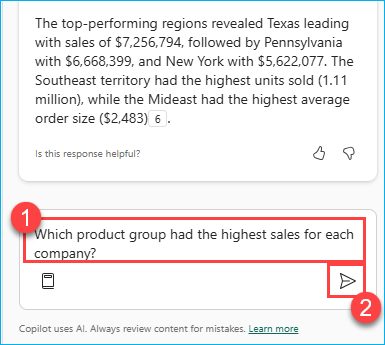 The top-performing regions revealed Texas leading
with sales of $7,256,794, followed by Pennsylvania
with $6,668,399, and New York with $5,622,077. The
Southeast territory had the highest units sold (1.11
million), while the Mideast had the highest average
order size ($2,483) 6 .
Is this response helpful?
1
Which product group had the highest sales for each
company?
2
Copilot uses AI. Always review content for mistakes. Learn more